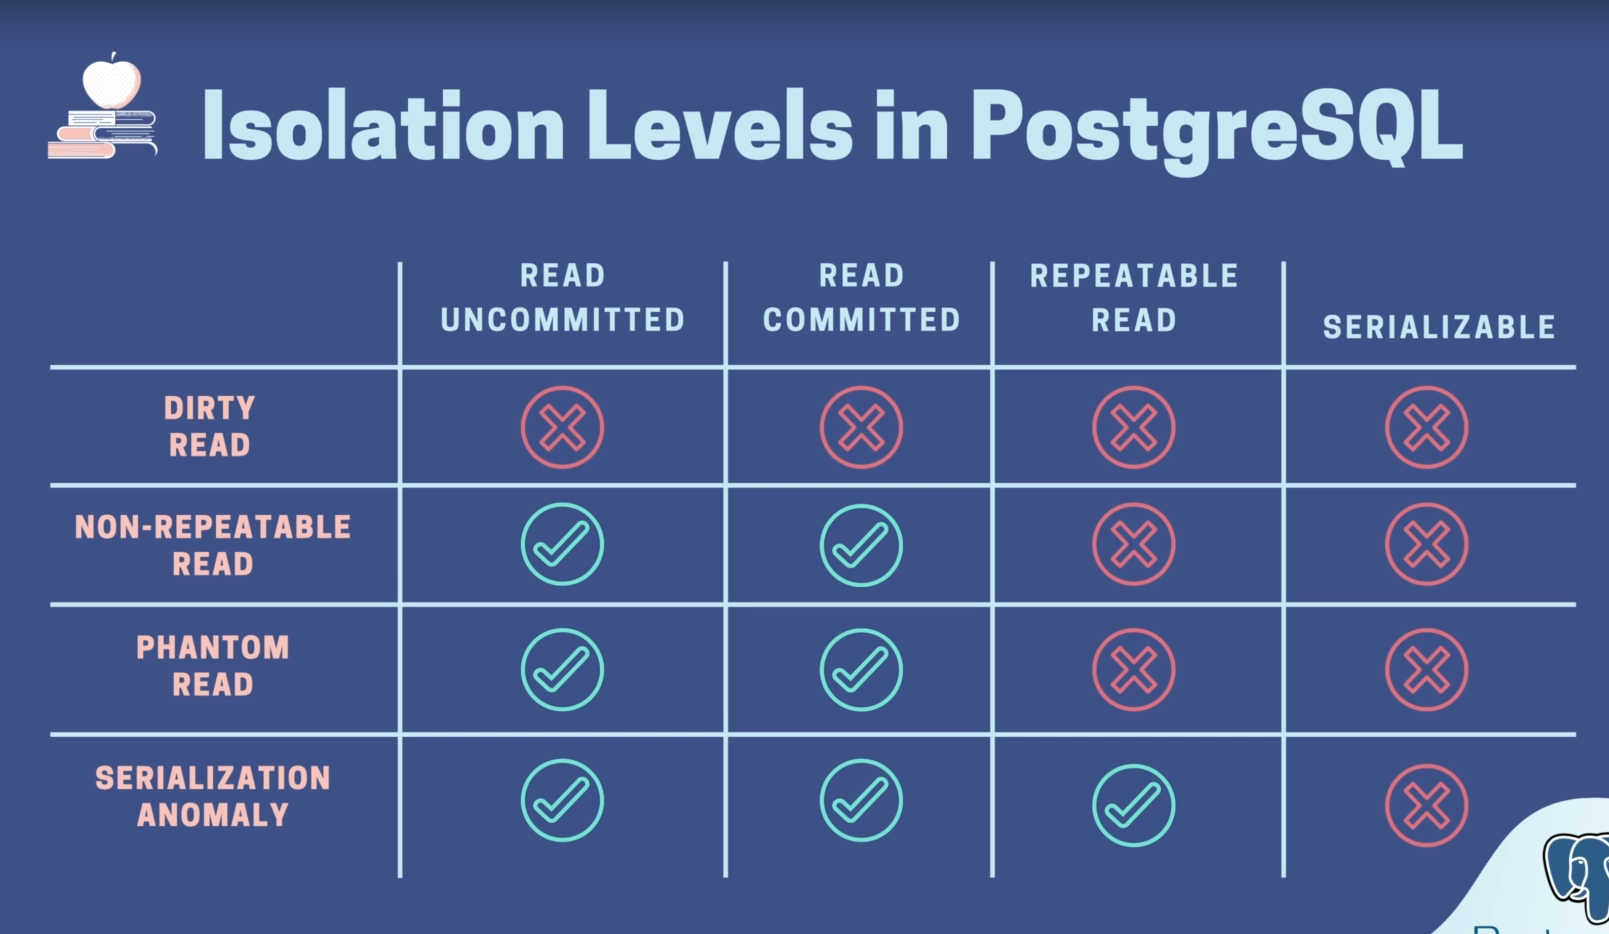 Isolation Levels in PostgreSQL
READ
UNCOMMITTED
READ
COMMITTED
REPEATABLE
READ
SERIALIZABLE
DIRTY
READ
NON-REPEATABLE
READ
PHANTOM
READ
SERIALIZATION
ANOMALY